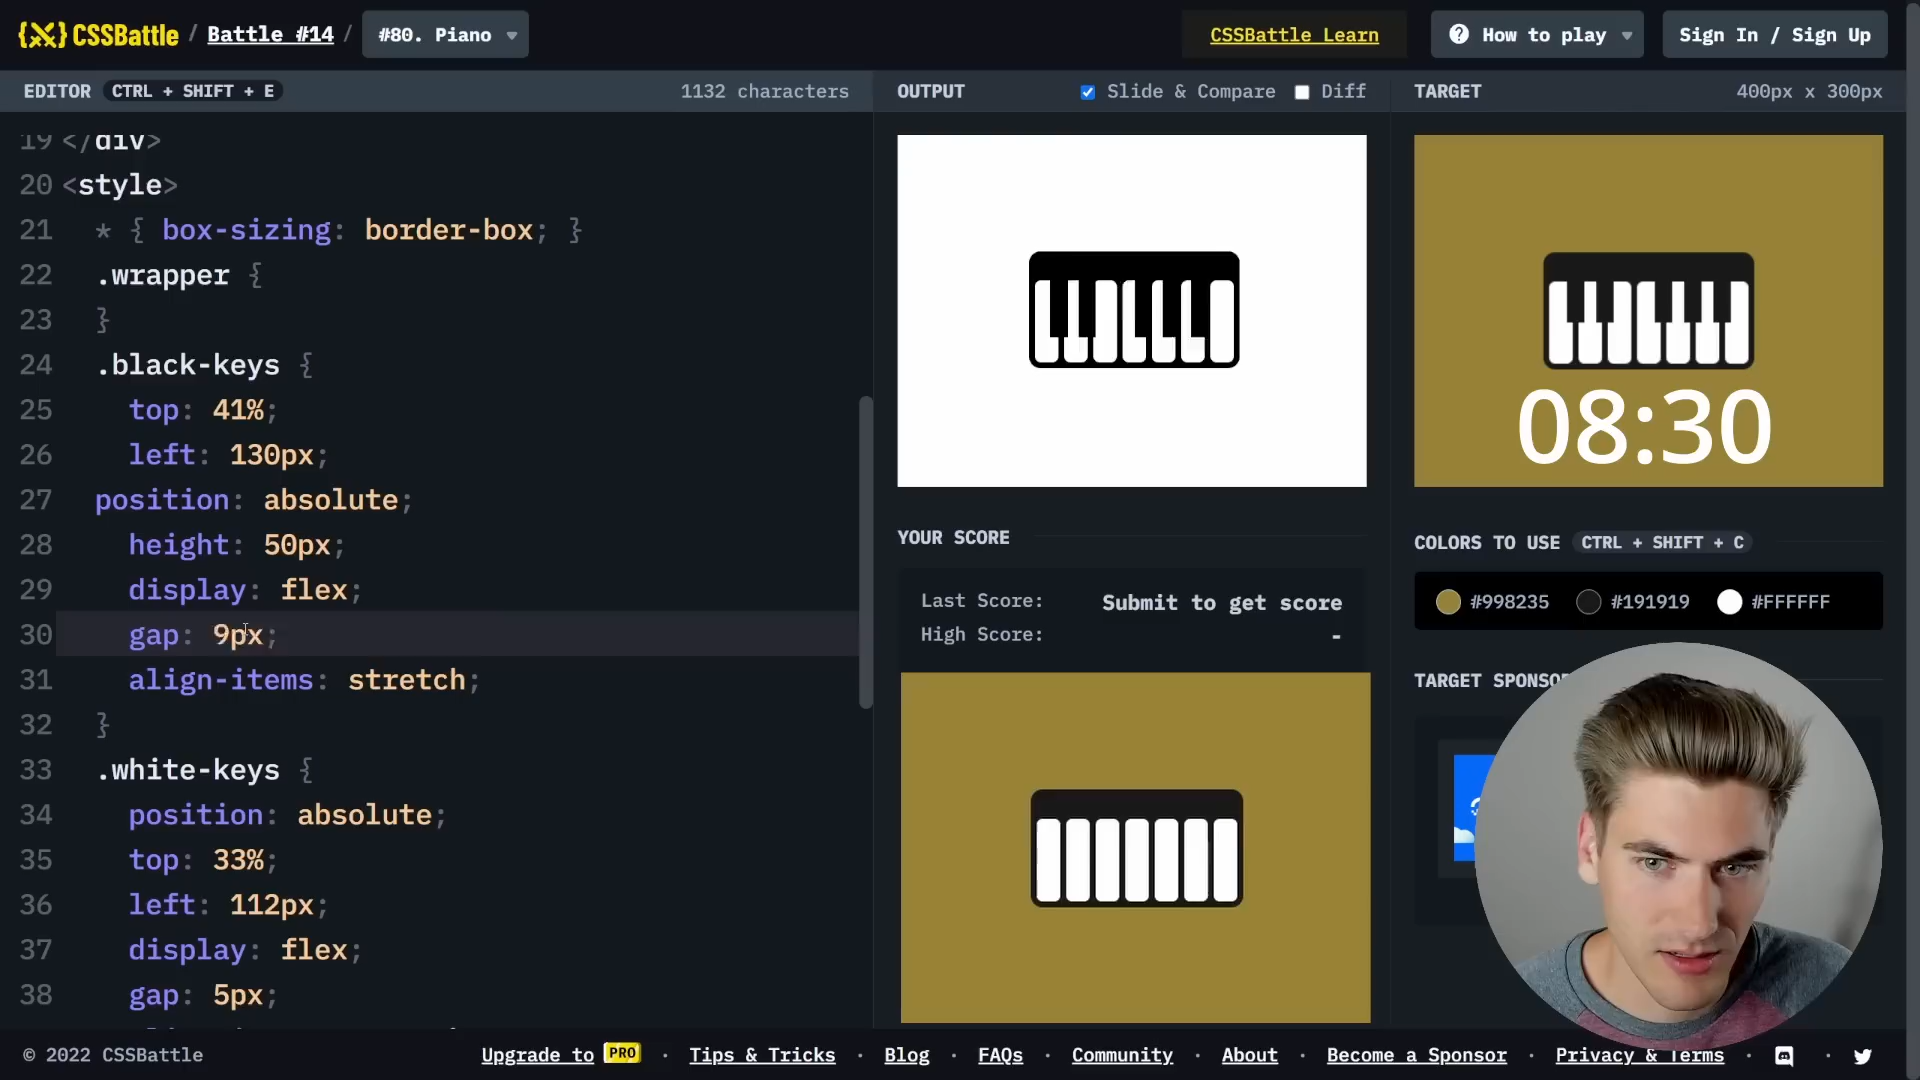 CSSBattle / Battle #14 / #80. Piano
CSSBattle Learn
How to play
Sign In / Sign Up
EDITOR CTRL + SHIFT + E 1132 characters
OUTPUT Slide & Compare Diff
TARGET 400px x 300px
19 </div>
20 <style>
21 * { box-sizing: border-box; }
22 .wrapper {
23 }
24 .black-keys {
25 top: 41%;
26 left: 130px;
27 position: absolute;
28 height: 50px;
29 display: flex;
30 gap: 9px;
31 align-items: stretch;
32 }
33 .white-keys {
34 position: absolute;
35 top: 33%;
36 left: 112px;
37 display: flex;
38 gap: 5px;
08:30
YOUR SCORE
Last Score: Submit to get score
High Score: -
COLORS TO USE CTRL + SHIFT + C
#998235 #191919 #FFFFFF
TARGET SPONSO
© 2022 CSSBattle
Upgrade to PRO · Tips & Tricks · Blog · FAQs · Community · About · Become a Sponsor · Privacy & Terms · ·